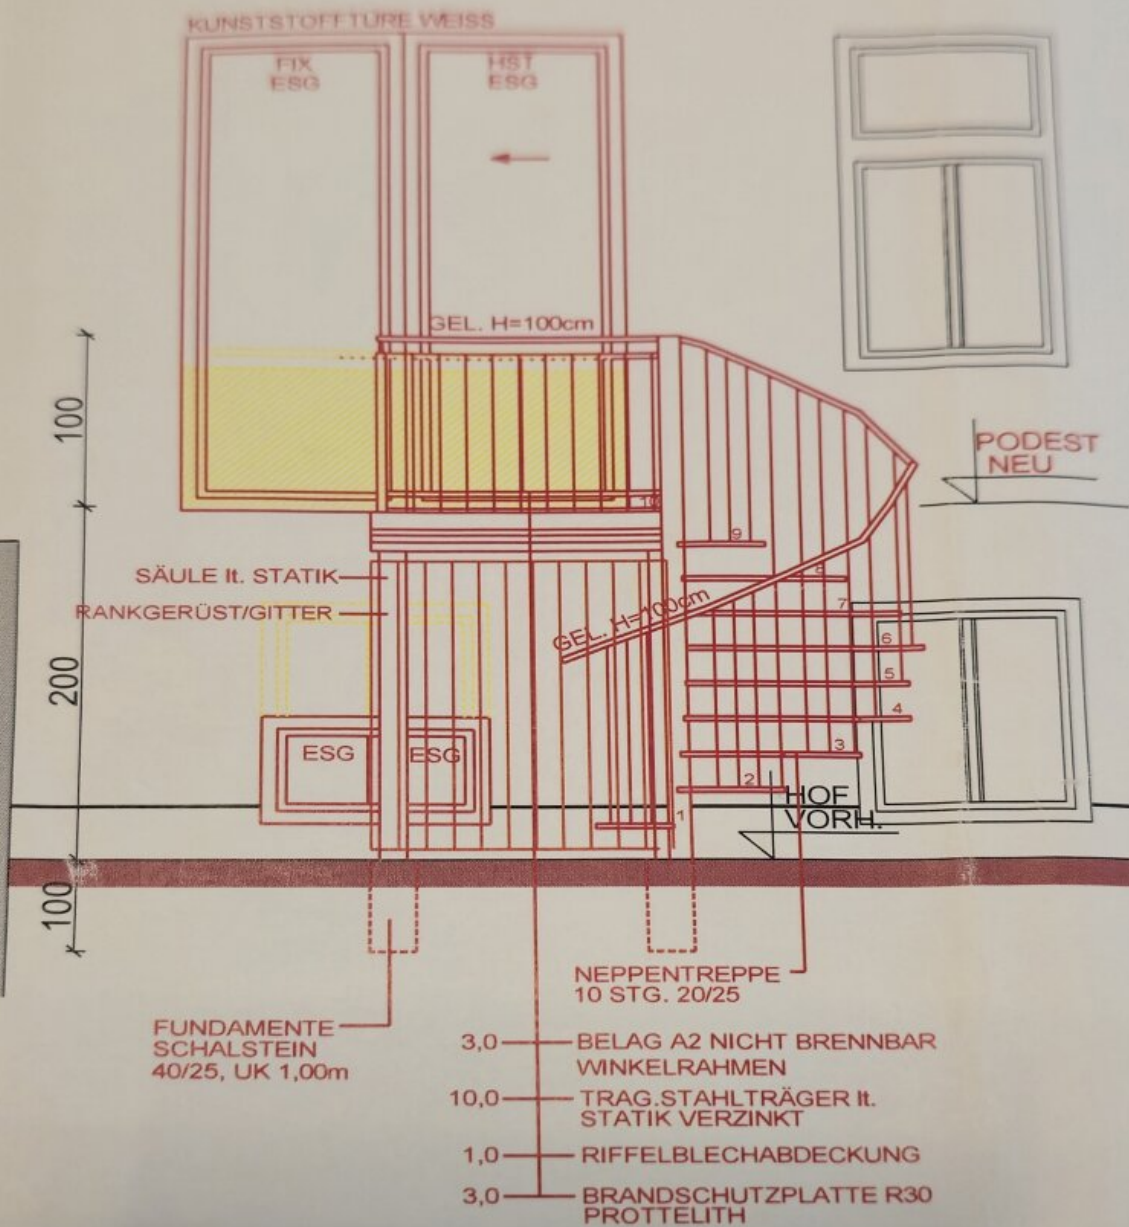 KUNSTSTOFFTÜRE WEISS
FIX
ESG
HST
ESG
GEL. H=100cm
100
PODEST
NEU
10
9
SÄULE lt. STATIK
8
RANKGERÜST/GITTER
GEL. H=100cm
7
6
200
5
4
ESG
ESG
3
2
HOF
VORH.
1
100
NEPPENTREPPE
10 STG. 20/25
FUNDAMENTE
SCHALSTEIN
40/25, UK 1,00m
3,0 BELAG A2 NICHT BRENNBAR
WINKELRAHMEN
10,0 TRAG.STAHLTRÄGER lt.
STATIK VERZINKT
1,0 RIFFELBLECHABDECKUNG
3,0 BRANDSCHUTZPLATTE R30
PROTTELITH